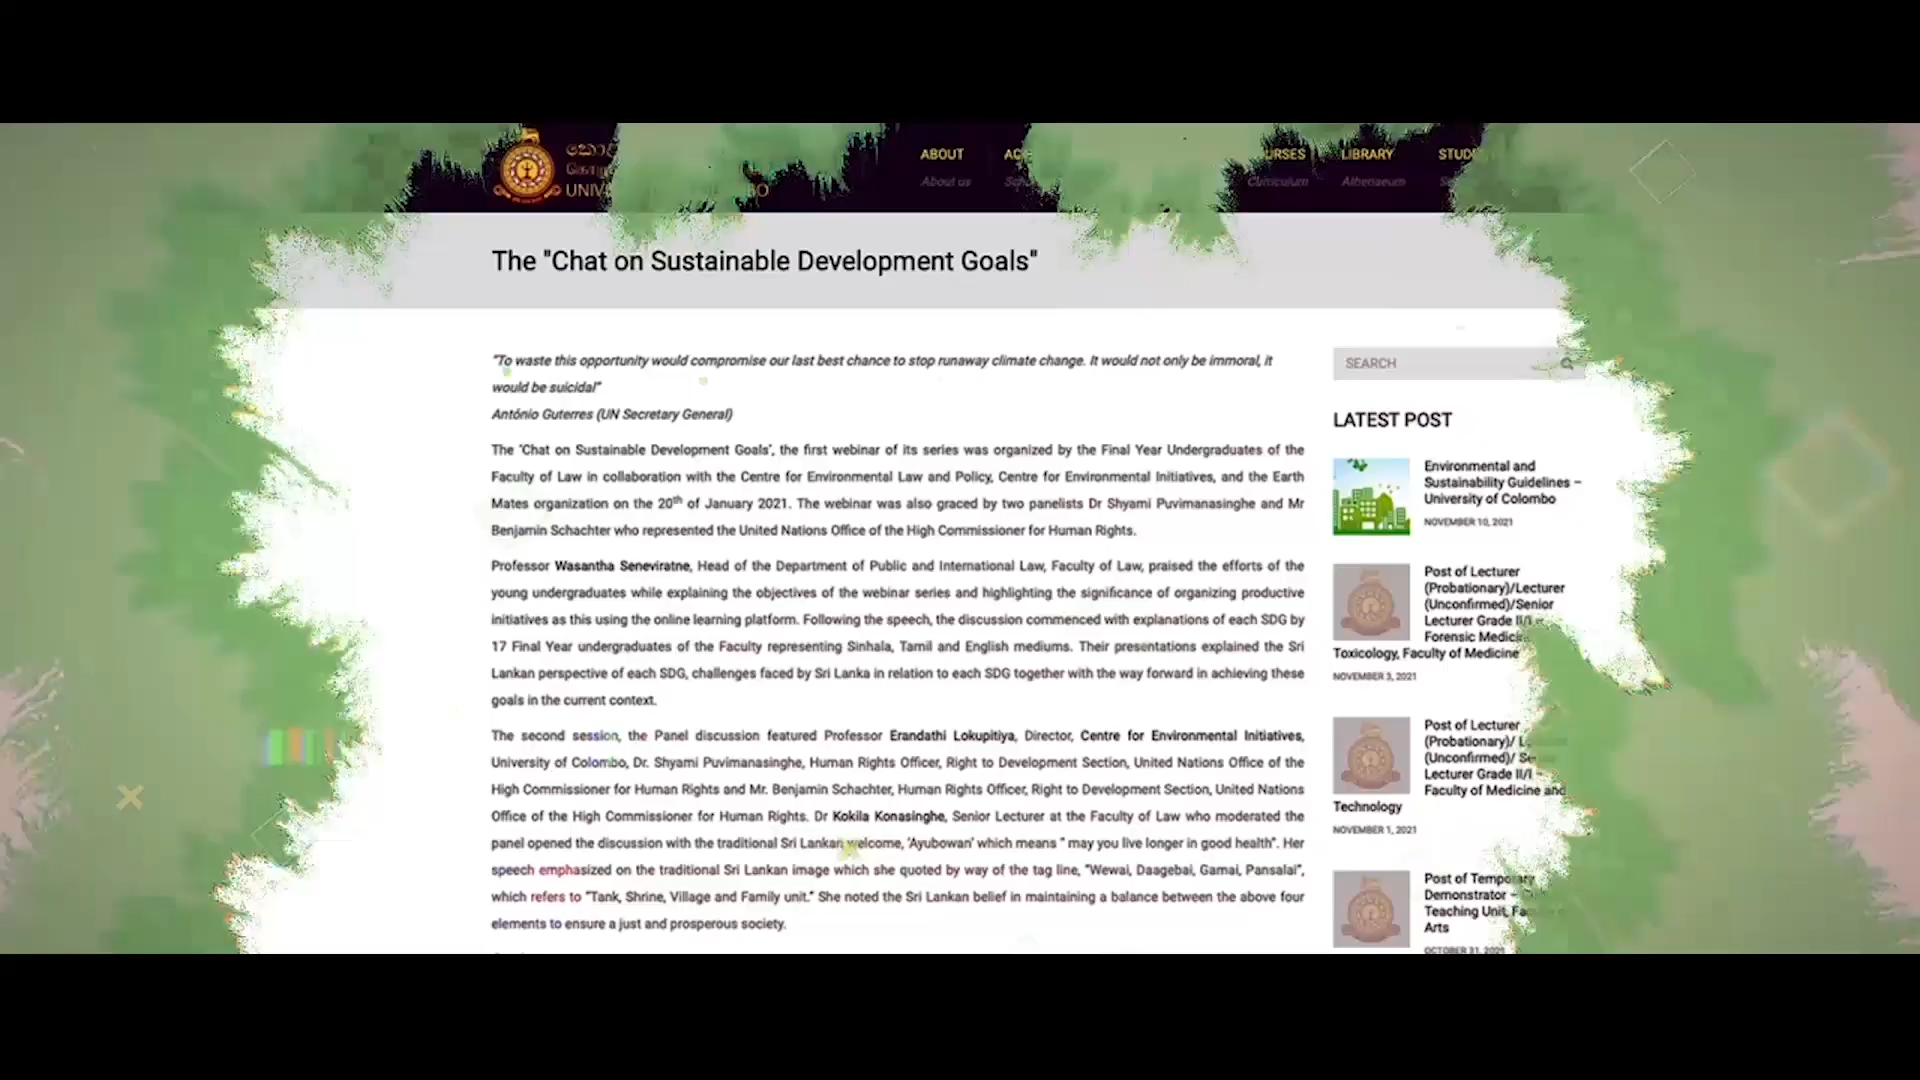 ABOUT
LIBRARY
About us
Curriculum
Athenaeum
The "Chat on Sustainable Development Goals"
"To waste this opportunity would compromise our last best chance to stop runaway climate change. It would not only be immoral, it
would be suicidal"
António Guterres (UN Secretary General)
The 'Chat on Sustainable Development Goals', the first webinar of its series was organized by the Final Year Undergraduates of the
Faculty of Law in collaboration with the Centre for Environmental Law and Policy, Centre for Environmental Initiatives, and the Earth
Mates organization on the 20th of January 2021. The webinar was also graced by two panelists Dr Shyami Puvimanasinghe and Mr
Benjamin Schachter who represented the United Nations Office of the High Commissioner for Human Rights.
Professor Wasantha Seneviratne, Head of the Department of Public and International Law, Faculty of Law, praised the efforts of the
young undergraduates while explaining the objectives of the webinar series and highlighting the significance of organizing productive
initiatives as this using the online learning platform. Following the speech, the discussion commenced with explanations of each SDG by
17 Final Year undergraduates of the Faculty representing Sinhala, Tamil and English mediums. Their presentations explained the Sri
Lankan perspective of each SDG, challenges faced by Sri Lanka in relation to each SDG together with the way forward in achieving these
goals in the current context.
The second session, the Panel discussion featured Professor Erandathi Lokupitiya, Director, Centre for Environmental Initiatives,
University of Colombo, Dr. Shyami Puvimanasinghe, Human Rights Officer, Right to Development Section, United Nations Office of the
High Commissioner for Human Rights and Mr. Benjamin Schachter, Human Rights Officer, Right to Development Section, United Nations
Office of the High Commissioner for Human Rights. Dr Kokila Konasinghe, Senior Lecturer at the Faculty of Law who moderated the
panel opened the discussion with the traditional Sri Lankan welcome, 'Ayubowan' which means " may you live longer in good health". Her
speech emphasized on the traditional Sri Lankan image which she quoted by way of the tag line, "Wewai, Daagebai, Gamai, Pansalai",
which refers to "Tank, Shrine, Village and Family unit." She noted the Sri Lankan belief in maintaining a balance between the above four
elements to ensure a just and prosperous society.
SEARCH
LATEST POST
Environmental and
Sustainability Guidelines –
University of Colombo
NOVEMBER 10, 2021
Post of Lecturer
(Probationary)/Lecturer
(Unconfirmed)/Senior
Lecturer Grade II/I
Forensic
Toxicology, Faculty of Medicine
NOVEMBER 3, 2021
Post of Lecturer
(Probationary)/
(Unconfirmed)/
Lecturer Grade II/I
Faculty of Medicine and
Technology
NOVEMBER 1, 2021
Post of
Demonstrator –
Teaching Unit,
Arts
OCTOBER 31, 2021